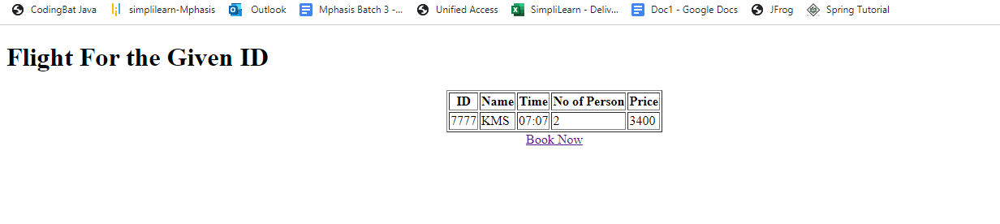 CodingBat Java simplilearn-Mphasis Outlook Mphasis Batch 3 -... Unified Access SimpliLearn - Deliv... Doc1 - Google Docs JFrog Spring Tutorial
Flight For the Given ID
ID Name Time No of Person Price
7777 KMS 07:07 2 3400
Book Now